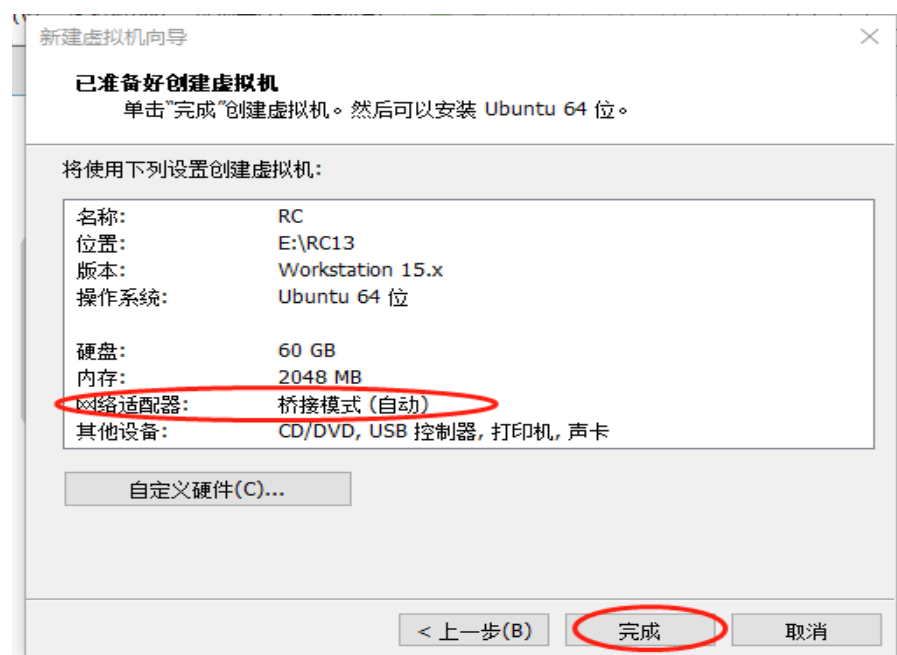 新建虚拟机向导
已准备好创建虚拟机
单击"完成"创建虚拟机。然后可以安装 Ubuntu 64 位。
将使用下列设置创建虚拟机:
名称: RC
位置: E:\RC13
版本: Workstation 15.x
操作系统: Ubuntu 64 位
硬盘: 60 GB
内存: 2048 MB
网络适配器: 桥接模式 (自动)
其他设备: CD/DVD, USB 控制器, 打印机, 声卡
自定义硬件(C)...
< 上一步(B) 完成 取消